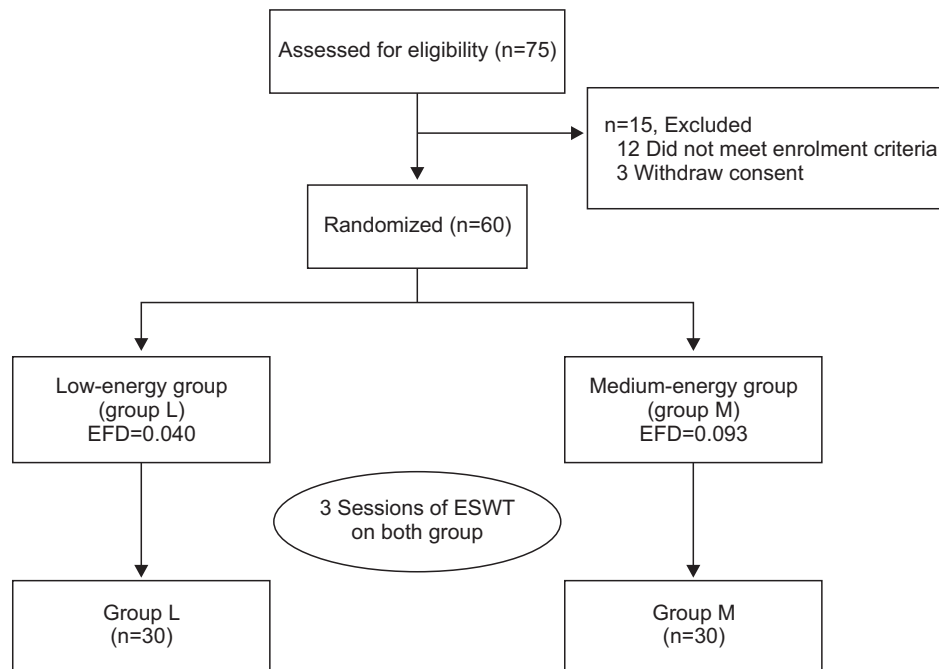 Assessed for eligibility (n=75)
n=15, Excluded
12 Did not meet enrolment criteria
3 Withdraw consent
Randomized (n=60)
Low-energy group
(group L)
EFD=0.040
Medium-energy group
(group M)
EFD=0.093
3 Sessions of ESWT
on both group
Group L
(n=30)
Group M
(n=30)